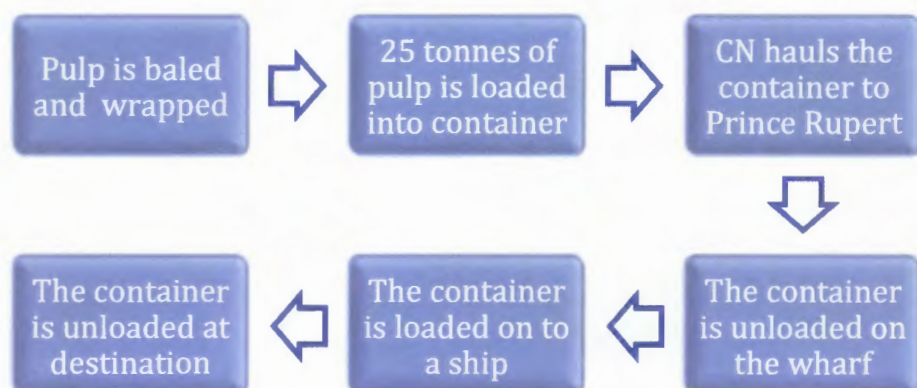 Pulp is baled
and wrapped
25 tonnes of
pulp is loaded
into container
CN hauls the
container to
Prince Rupert
The container
is unloaded on
the wharf
The container
is loaded on to
a ship
The container
is unloaded at
destination